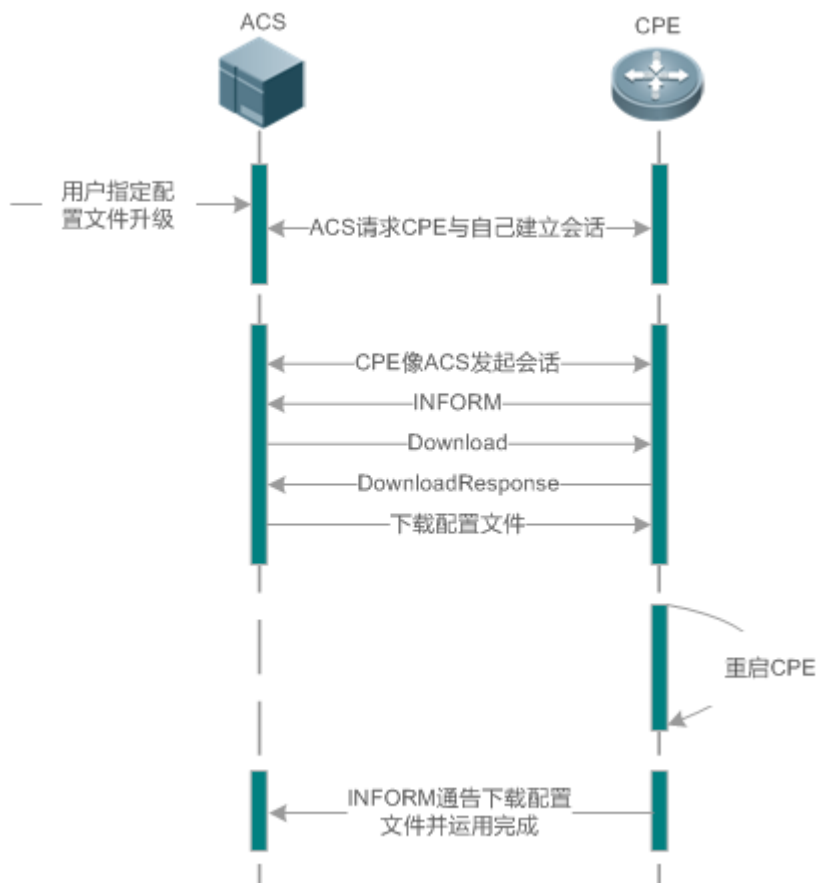 ACS
CPE
用户指定配
置文件升级
ACS请求CPE与自己建立会话
CPE像ACS发起会话
INFORM
Download
DownloadResponse
下载配置文件
重启CPE
INFORM通告下载配置
文件并运用完成